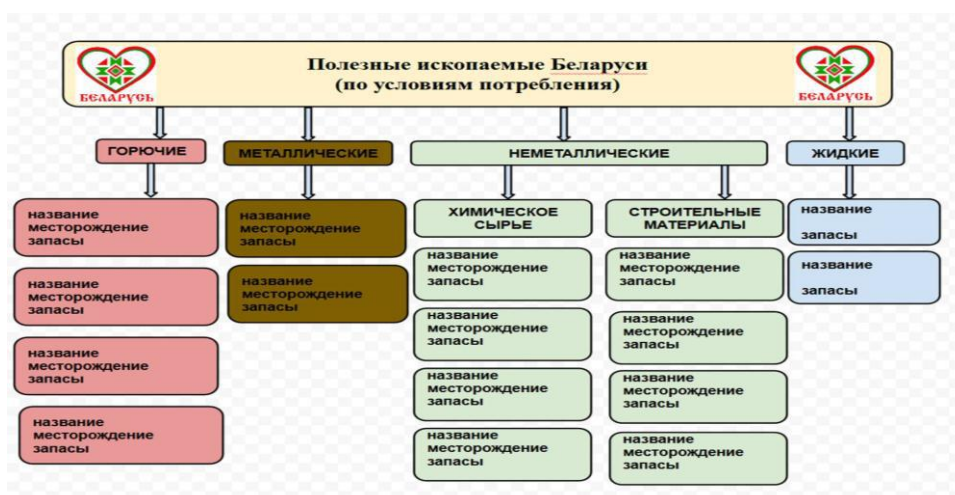 Полезные ископаемые Беларуси
(по условиям потребления)
БЕЛАРУСЬ
БЕЛАРУСЬ
ГОРЮЧИЕ
МЕТАЛЛИЧЕСКИЕ
НЕМЕТАЛЛИЧЕСКИЕ
ЖИДКИЕ
название
месторождение
запасы
название
месторождение
запасы
название
месторождение
запасы
название
месторождение
запасы
название
месторождение
запасы
название
месторождение
запасы
ХИМИЧЕСКОЕ
СЫРЬЕ
название
месторождение
запасы
название
месторождение
запасы
название
месторождение
запасы
название
месторождение
запасы
СТРОИТЕЛЬНЫЕ
МАТЕРИАЛЫ
название
месторождение
запасы
название
месторождение
запасы
название
месторождение
запасы
название
месторождение
запасы
название
запасы
название
запасы